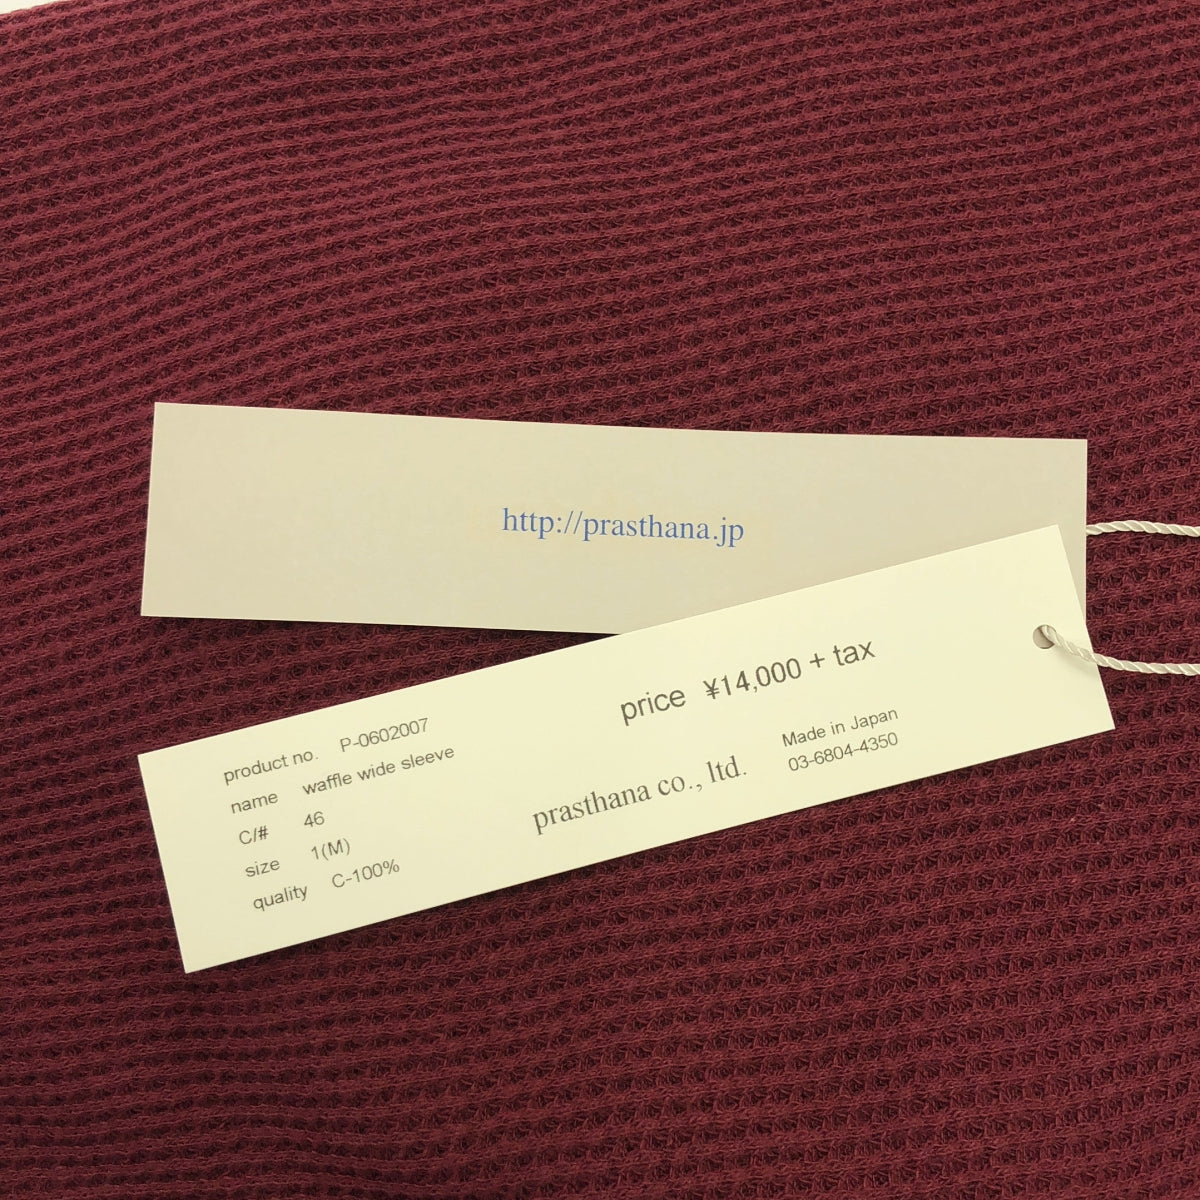 http://prasthana.jp
product no. P-0602007
name waffle wide sleeve
C/# 46
size 1(M)
quality C-100%
price ¥14,000 + tax
prasthana co., ltd.
Made in Japan
03-6804-4350